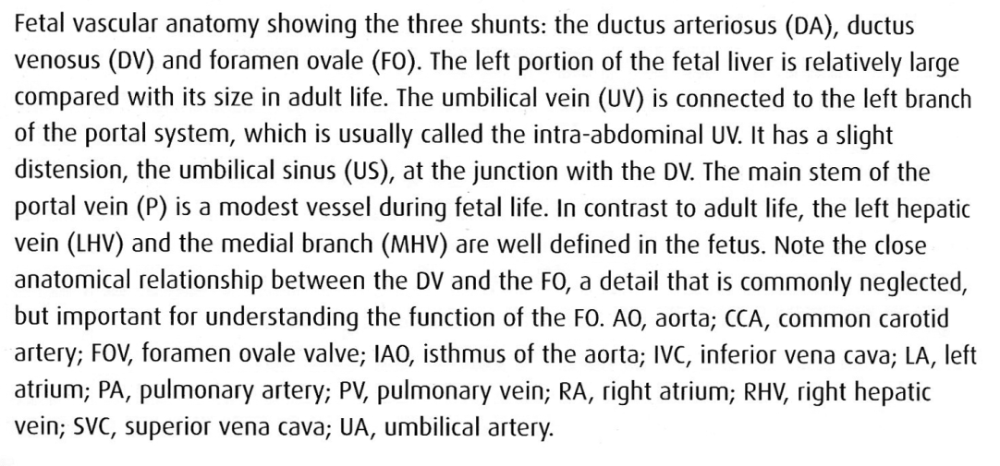 Fetal vascular anatomy showing the three shunts: the ductus arteriosus (DA), ductus
venosus (DV) and foramen ovale (FO). The left portion of the fetal liver is relatively large
compared with its size in adult life. The umbilical vein (UV) is connected to the left branch
of the portal system, which is usually called the intra-abdominal UV. It has a slight
distension, the umbilical sinus (US), at the junction with the DV. The main stem of the
portal vein (P) is a modest vessel during fetal life. In contrast to adult life, the left hepatic
vein (LHV) and the medial branch (MHV) are well defined in the fetus. Note the close
anatomical relationship between the DV and the FO, a detail that is commonly neglected,
but important for understanding the function of the FO. AO, aorta; CCA, common carotid
artery; FOV, foramen ovale valve; IAO, isthmus of the aorta; IVC, inferior vena cava; LA, left
atrium; PA, pulmonary artery; PV, pulmonary vein; RA, right atrium; RHV, right hepatic
vein; SVC, superior vena cava; UA, umbilical artery.